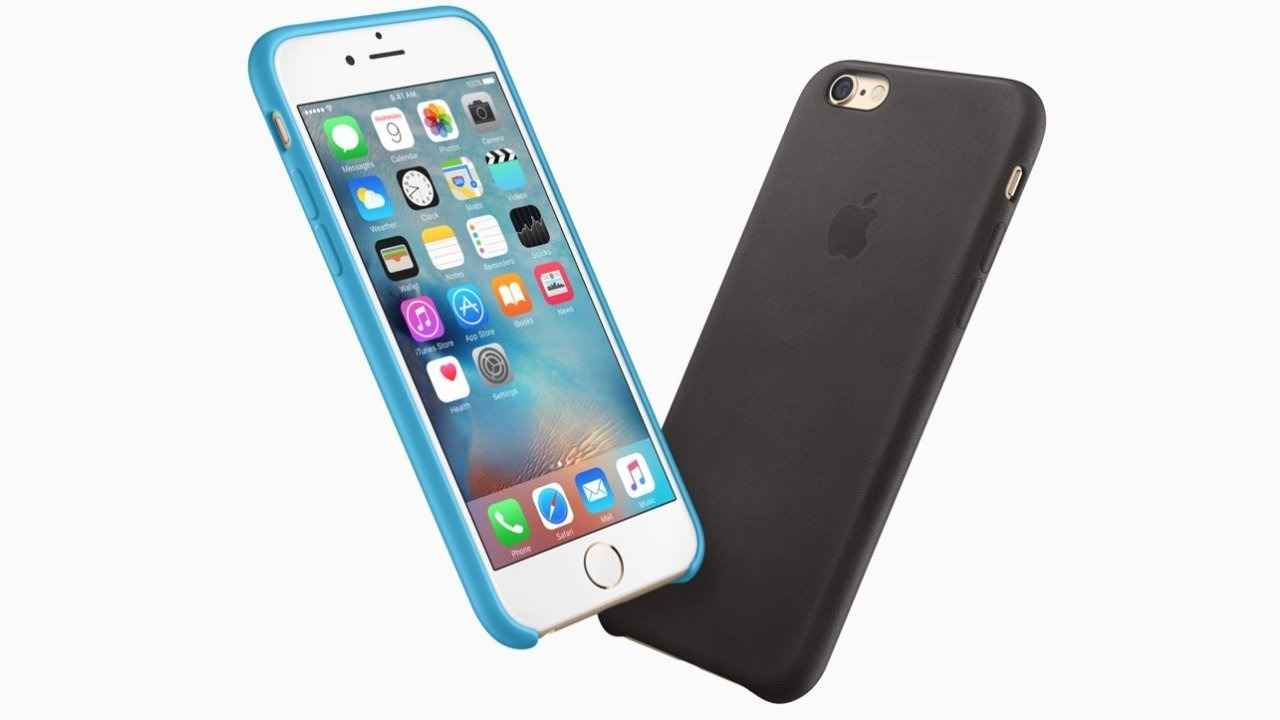 9:41 AM
100%
Wednesday
9
Messages
Calendar
Photos
Camera
Weather
Clock
Maps
Videos
Wallet
Notes
Reminders
Stocks
iTunes Store
App Store
iBooks
News
Health
Settings
Phone
Safari
Mail
Music